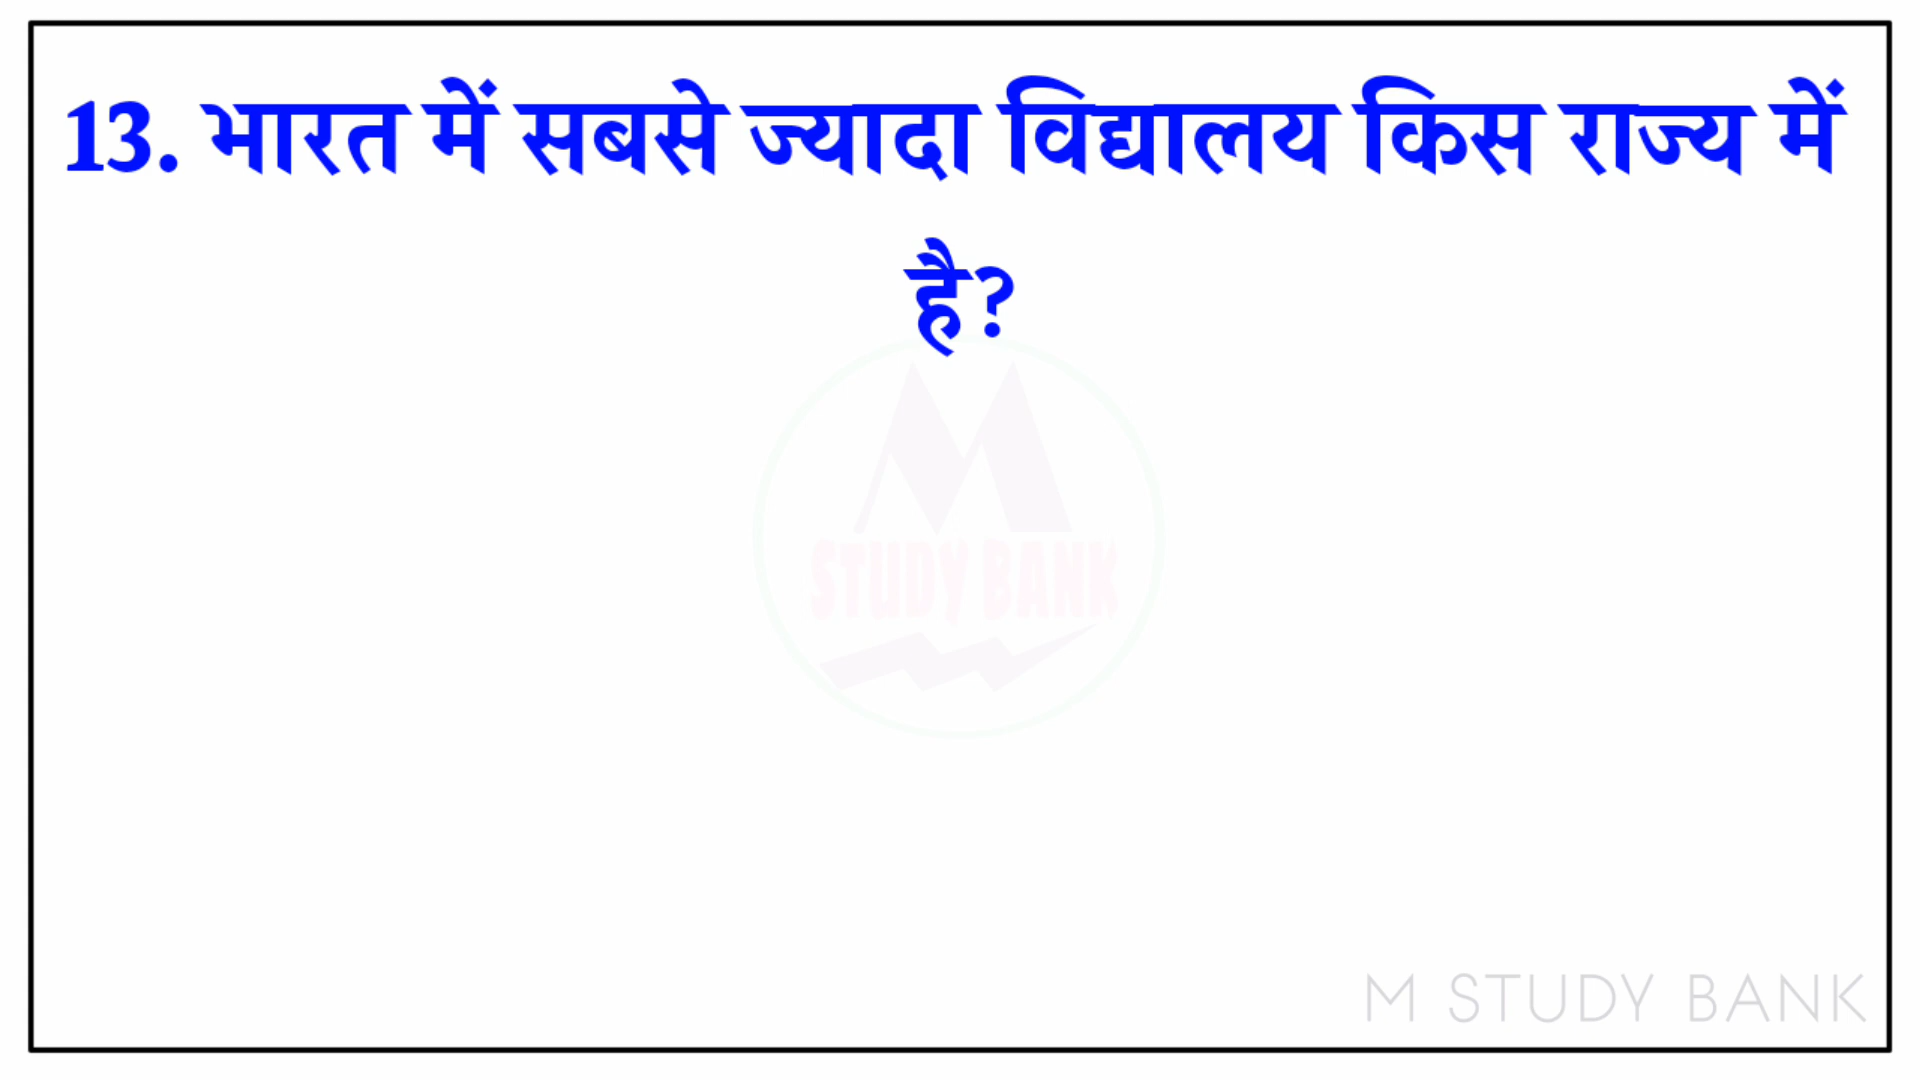 13. भारत में सबसे ज्यादा विद्यालय किस राज्य में
है?
STUDY BANK
M STUDY BANK